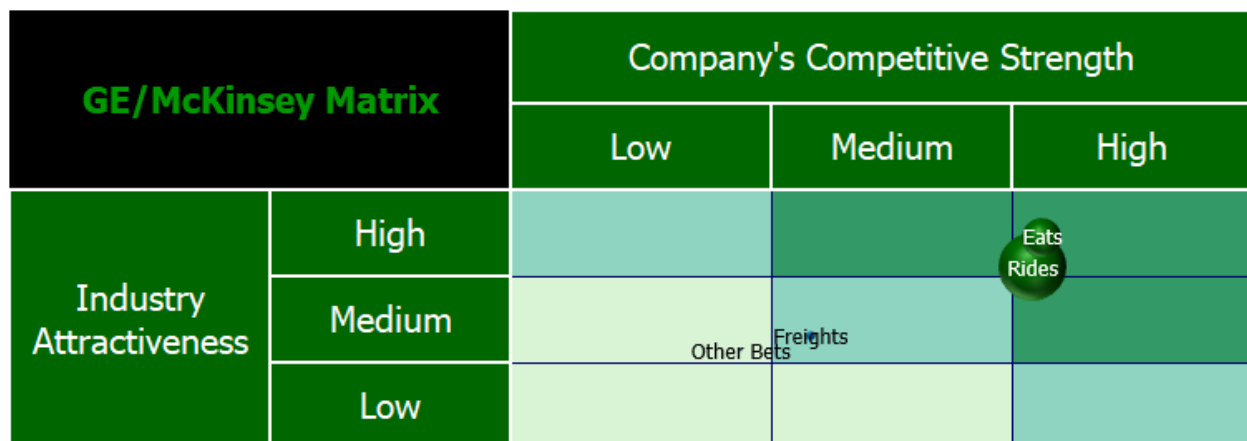 GE/McKinsey Matrix
Company's Competitive Strength
Low
Medium
High
Industry
Attractiveness
High
Medium
Low
Eats
Rides
Freights
Other Bets